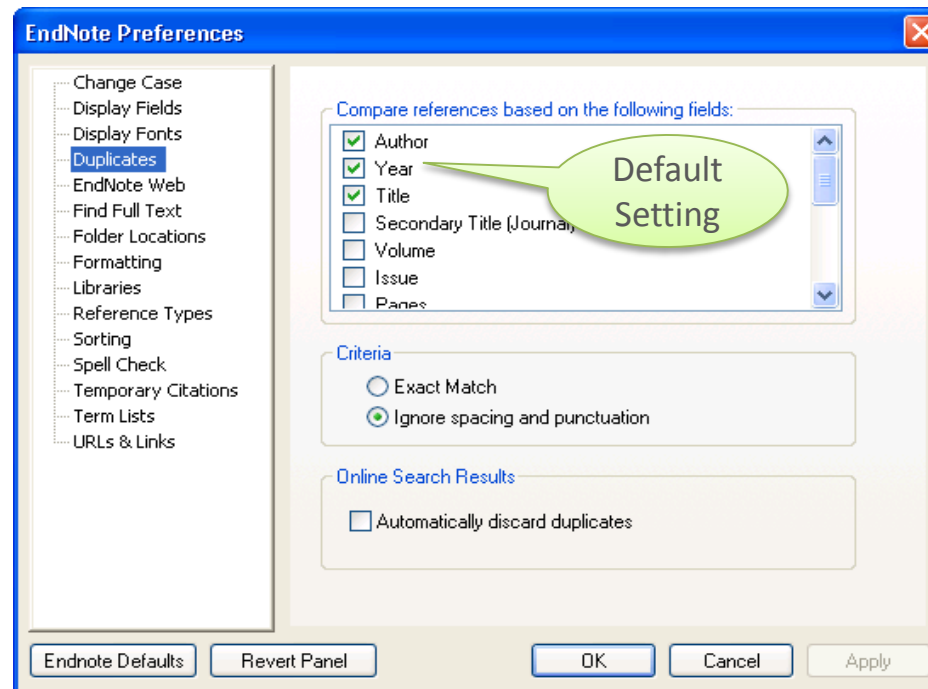 EndNote Preferences
Change Case
Display Fields
Display Fonts
Duplicates
EndNote Web
Find Full Text
Folder Locations
Formatting
Libraries
Reference Types
Sorting
Spell Check
Temporary Citations
Term Lists
URLs & Links
Compare references based on the following fields:
Author
Year
Title
Secondary Title (Journal)
Volume
Issue
Pages
Default
Setting
Criteria
Exact Match
Ignore spacing and punctuation
Online Search Results
Automatically discard duplicates
Endnote Defaults
Revert Panel
OK
Cancel
Apply